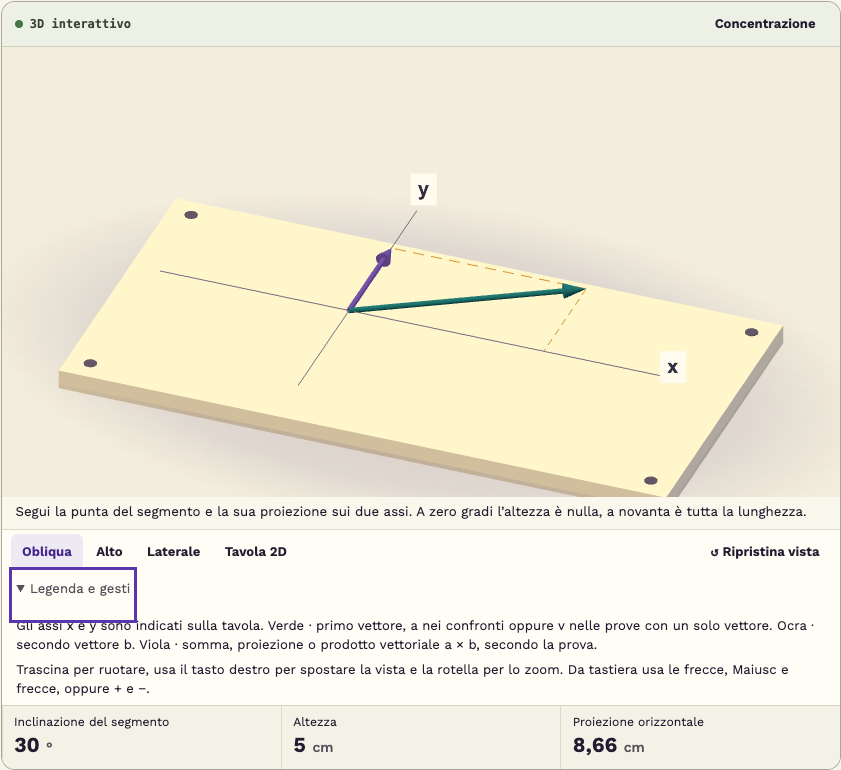 3D interattivo
Concentrazione
y
x
Segui la punta del segmento e la sua proiezione sui due assi. A zero gradi l’altezza è nulla, a novanta è tutta la lunghezza.
Obliqua Alto Laterale Tavola 2D ↺ Ripristina vista
▼ Legenda e gesti
Gli assi x e y sono indicati sulla tavola. Verde · primo vettore, a nei confronti oppure v nelle prove con un solo vettore. Ocra ·
secondo vettore b. Viola · somma, proiezione o prodotto vettoriale a × b, secondo la prova.
Trascina per ruotare, usa il tasto destro per spostare la vista e la rotella per lo zoom. Da tastiera usa le frecce, Maiusc e
frecce, oppure + e −.
Inclinazione del segmento
30 °
Altezza
5 cm
Proiezione orizzontale
8,66 cm